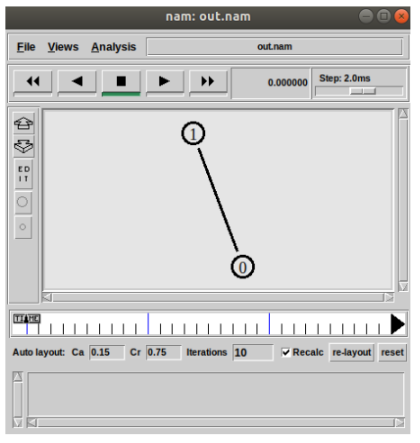 nam: out.nam
File Views Analysis out.nam
0.000000 Step: 2.0ms
1
ED
IT
0
TIME
Auto layout: Ca 0.15 Cr 0.75 Iterations 10 Recalc re-layout reset